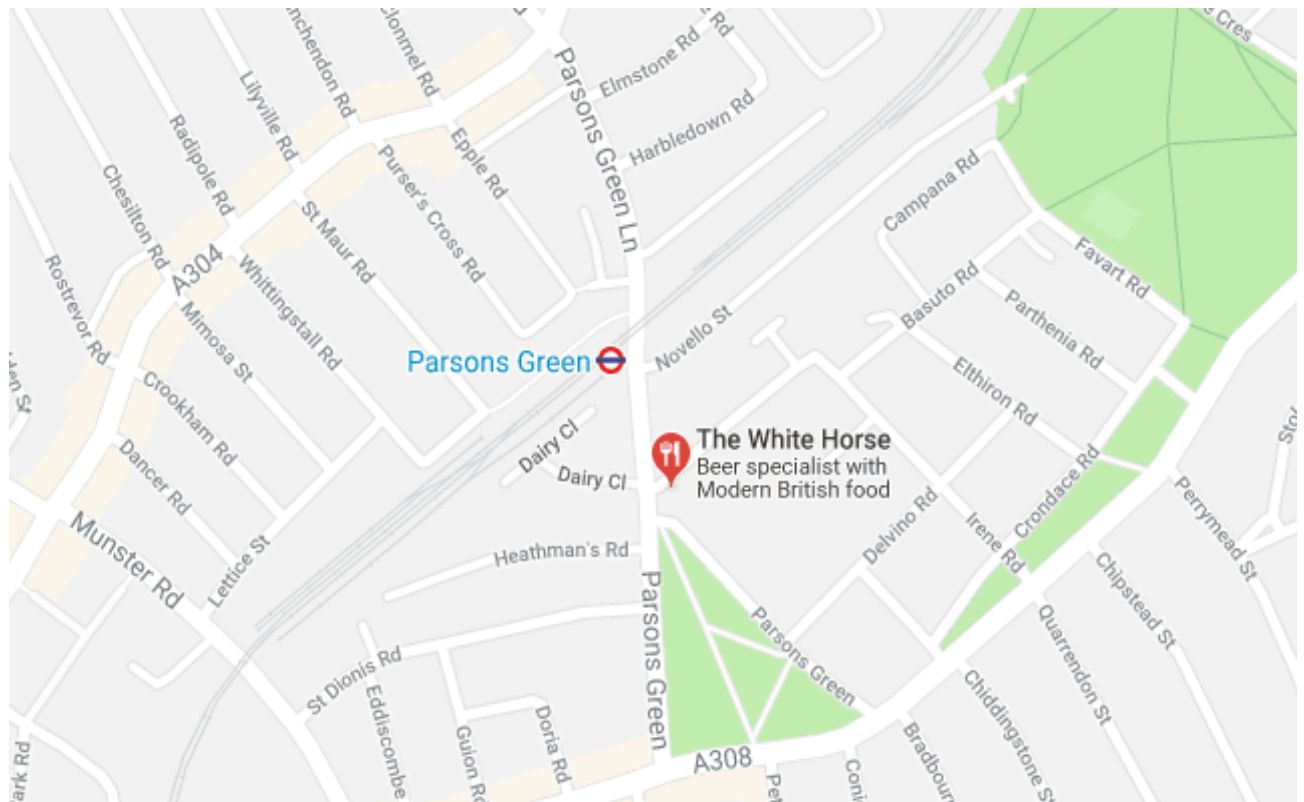 Clonmel Rd
Elmstone Rd
Parsons Green Ln
Lilyville Rd
Radipole Rd
Epple Rd
Harbledown Rd
Purser's Cross Rd
Chesilton Rd
St Maur Rd
Campana Rd
A304
Whittingstall Rd
Rostrevor Rd
Favart Rd
Mimosa St
Basuto Rd
Parthenia Rd
Novello St
Parsons Green
Crookham Rd
Elthiron Rd
Dancer Rd
Dairy Cl
The White Horse
Beer specialist with
Modern British food
Dairy Cl
Crondace Rd
Perrymead St
Delvino Rd
Irene Rd
Munster Rd
Lettice St
Heathman's Rd
Chipstead St
Parsons Green
Parsons Green
Quarrendon St
St Dionis Rd
Eddiscombe
Chiddingstone St
Guion Rd
Doria Rd
A308